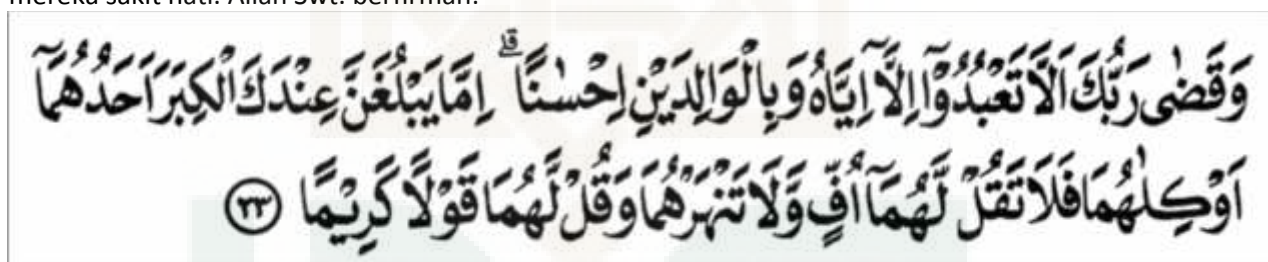 mereka sakit hati. Allah Swt. berfirman:
وَقَضٰى رَبُّكَ اَلَّا تَعْبُدُوْٓا اِلَّآ اِيَّاهُ وَبِالْوَالِدَيْنِ اِحْسٰنًاۗ اِمَّا يَبْلُغَنَّ عِنْدَكَ الْكِبَرَ اَحَدُهُمَآ
اَوْ كِلٰهُمَا فَلَا تَقُلْ لَّهُمَآ اُفٍّ وَّلَا تَنْهَرْهُمَا وَقُلْ لَّهُمَا قَوْلًا كَرِيْمًا ٢٣